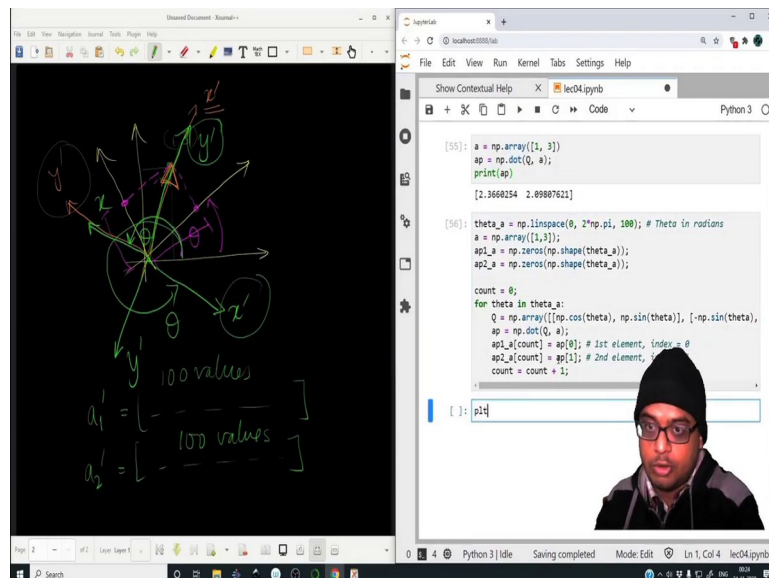 Unsaved Document - Xournal++
File Edit View Navigation Journal Tools Plugin Help
x'
y'
y'
x
θ
θ
x'
θ
y'
100 values
a₁' = [ - - - - - ]
100 values
a₂' = [ - - - - - ]
Page 2 of 2 Layer Layer 1
Search
JupyterLab
localhost:8888/lab
File Edit View Run Kernel Tabs Settings Help
Show Contextual Help X lec04.ipynb
Code Python 3
[55]: a = np.array([1, 3])
ap = np.dot(Q, a);
print(ap)
[2.3660254 2.09807621]
[56]: theta_a = np.linspace(0, 2*np.pi, 100); # Theta in radians
a = np.array([1,3]);
ap1_a = np.zeros(np.shape(theta_a));
ap2_a = np.zeros(np.shape(theta_a));
count = 0;
for theta in theta_a:
Q = np.array([[np.cos(theta), np.sin(theta)], [-np.sin(theta),
ap = np.dot(Q, a);
ap1_a[count] = ap[0]; # 1st element, index = 0
ap2_a[count] = ap[1]; # 2nd element,
count = count + 1;
[ ]: plt
0 4 Python 3 | Idle Saving completed Mode: Edit Ln 1, Col 4 lec04.ipynb
ENG 00:24